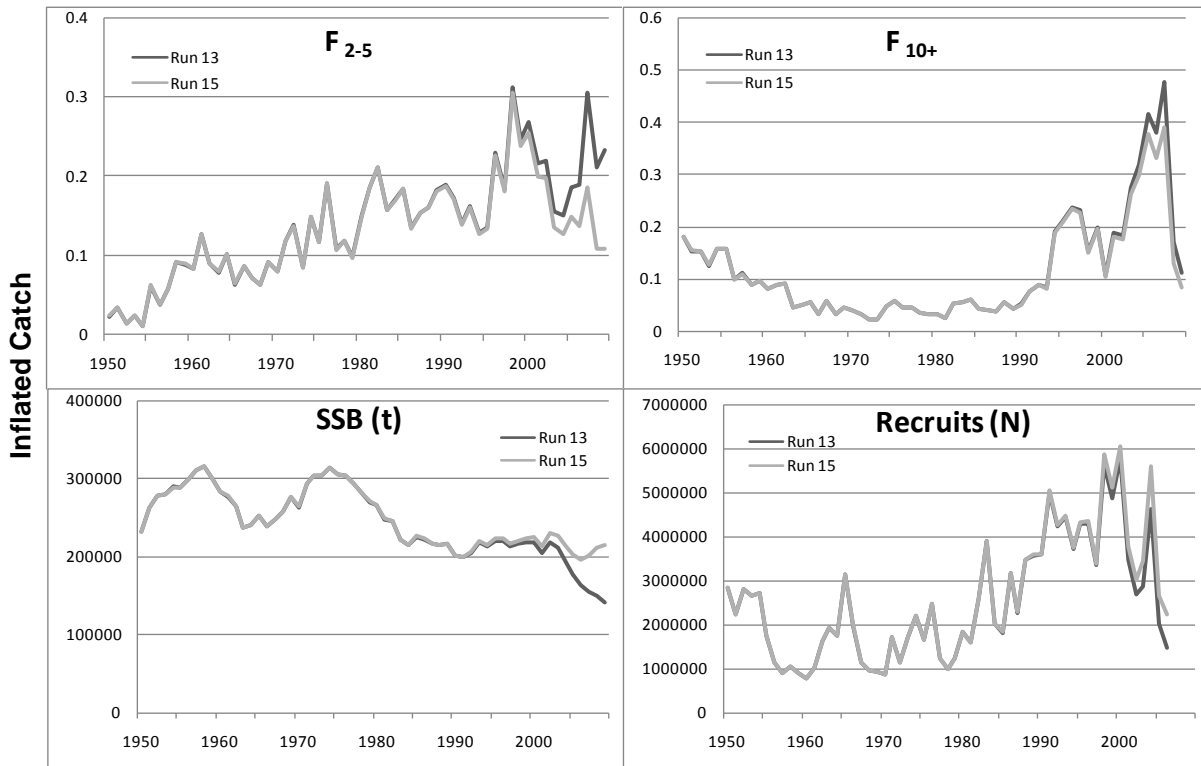 Inflated Catch
F 2-5
Run 13
Run 15
0.4
0.3
0.2
0.1
0
1950 1960 1970 1980 1990 2000
F 10+
Run 13
Run 15
0.6
0.5
0.4
0.3
0.2
0.1
0
1950 1960 1970 1980 1990 2000
SSB (t)
Run 13
Run 15
400000
300000
200000
100000
0
1950 1960 1970 1980 1990 2000
Recruits (N)
Run 13
Run 15
7000000
6000000
5000000
4000000
3000000
2000000
1000000
0
1950 1960 1970 1980 1990 2000